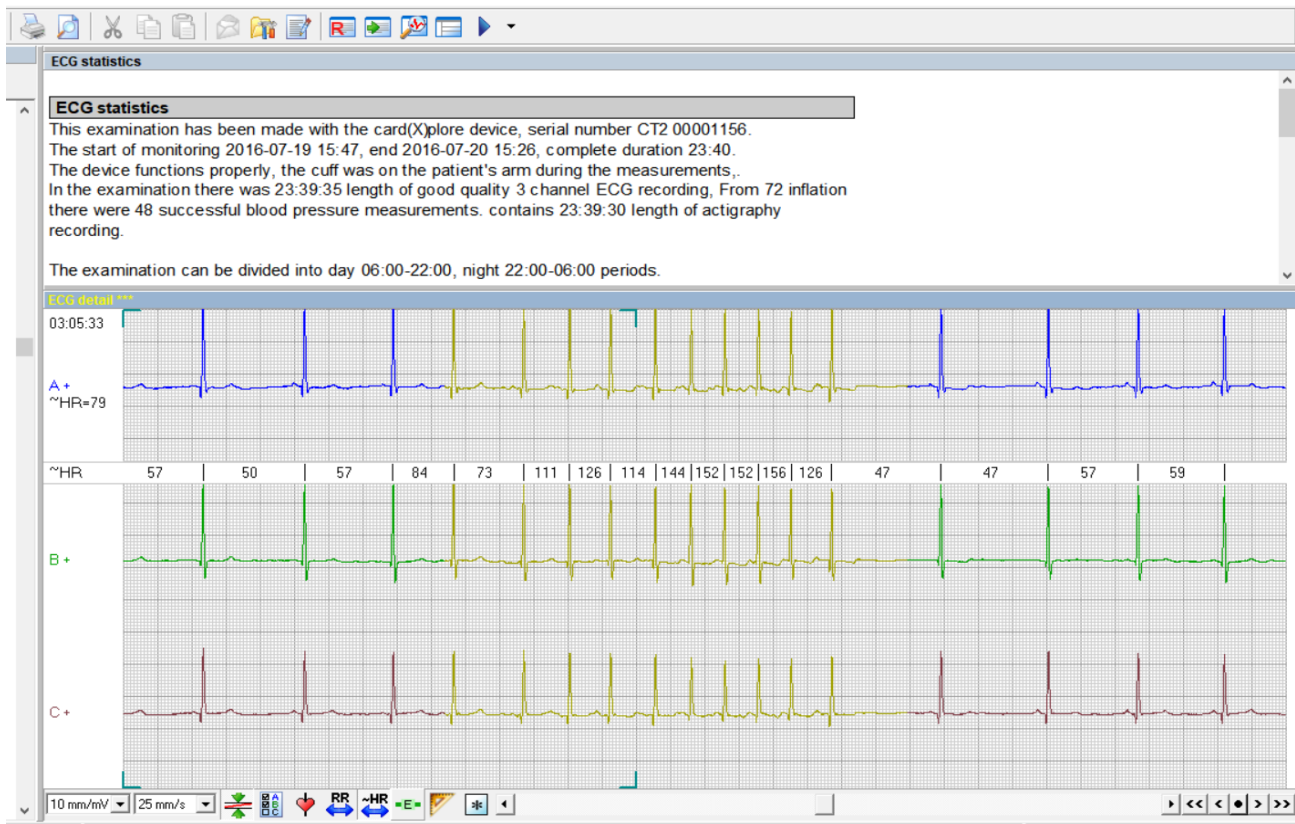 ECG statistics
ECG statistics
This examination has been made with the card(X)plore device, serial number CT2 00001156.
The start of monitoring 2016-07-19 15:47, end 2016-07-20 15:26, complete duration 23:40.
The device functions properly, the cuff was on the patient's arm during the measurements,.
In the examination there was 23:39:35 length of good quality 3 channel ECG recording, From 72 inflation
there were 48 successful blood pressure measurements. contains 23:39:30 length of actigraphy
recording.
The examination can be divided into day 06:00-22:00, night 22:00-06:00 periods.
ECG detail ***
03:05:33
A +
~HR=79
~HR 57 50 57 84 73 111 126 114 144 152 152 156 126 47 47 57 59
B +
C +
10 mm/mV 25 mm/s A B C RR ~HR =E= * << < > >>